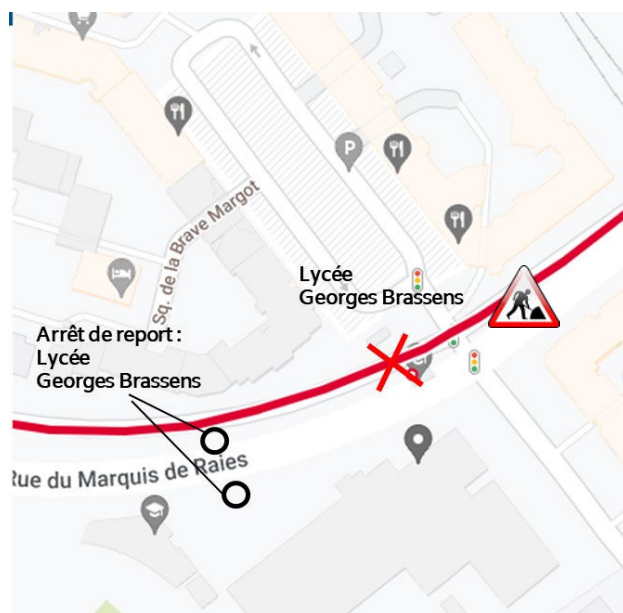 P
Sq. de la Brave Margot
Lycée
Georges Brassens
Arrêt de report :
Lycée
Georges Brassens
Rue du Marquis de Raies